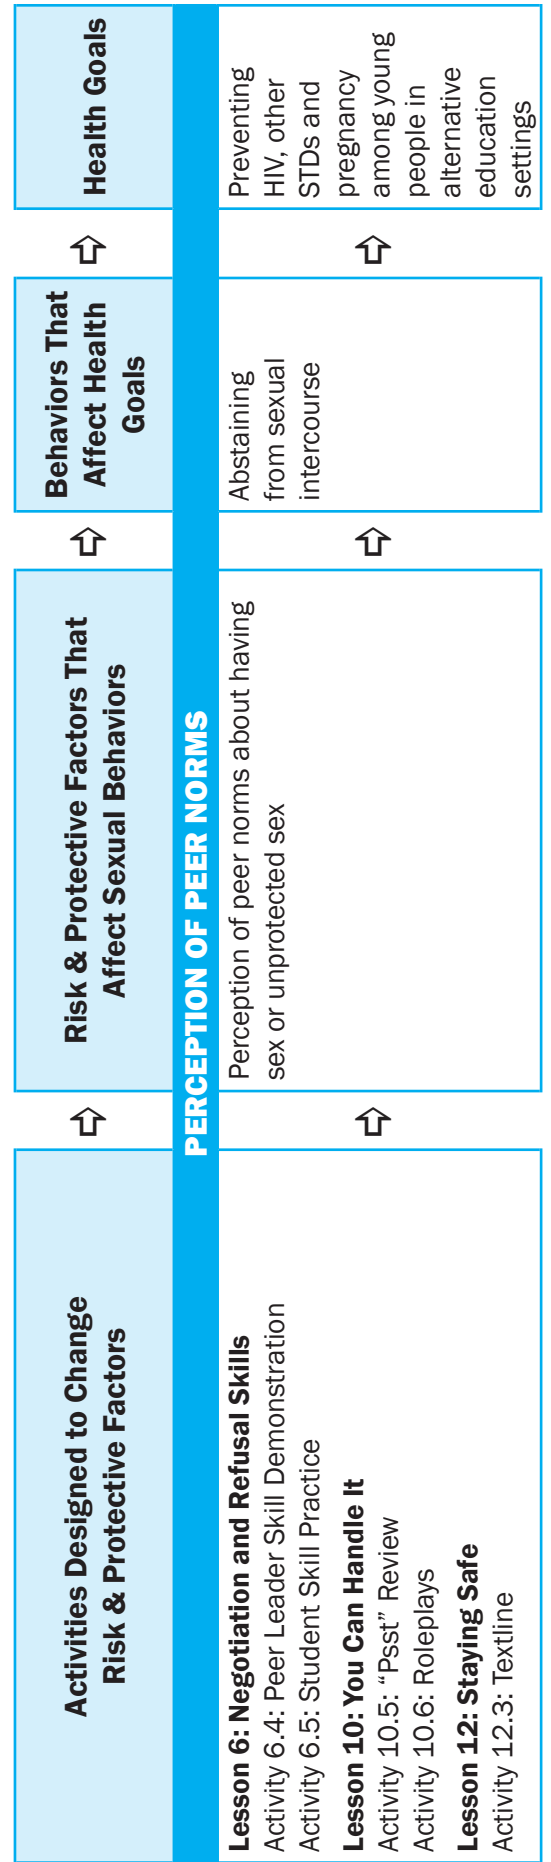 Activities Designed to Change
Risk & Protective Factors
Risk & Protective Factors That
Affect Sexual Behaviors
Behaviors That
Affect Health
Goals
Health Goals
PERCEPTION OF PEER NORMS
Lesson 6: Negotiation and Refusal Skills
Activity 6.4: Peer Leader Skill Demonstration
Activity 6.5: Student Skill Practice
Lesson 10: You Can Handle It
Activity 10.5: “Psst” Review
Activity 10.6: Roleplays
Lesson 12: Staying Safe
Activity 12.3: Textline
Perception of peer norms about having
sex or unprotected sex
Abstaining
from sexual
intercourse
Preventing
HIV, other
STDs and
pregnancy
among young
people in
alternative
education
settings